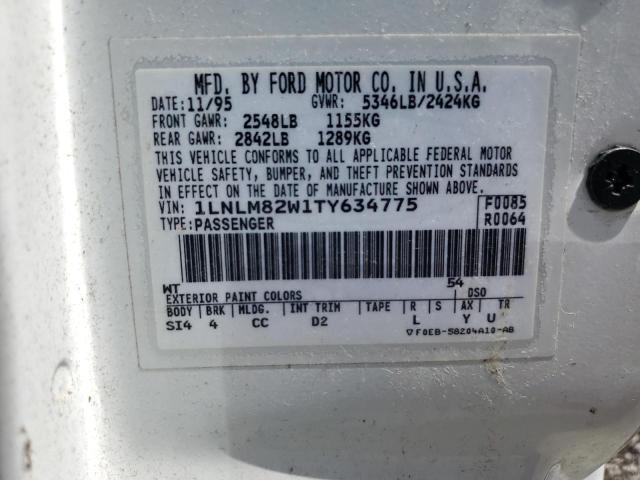 MFD. BY FORD MOTOR CO. IN U.S.A.
DATE: 11/95 GVWR: 5346LB/2424KG
FRONT GAWR: 2548LB 1155KG
REAR GAWR: 2842LB 1289KG
THIS VEHICLE CONFORMS TO ALL APPLICABLE FEDERAL MOTOR
VEHICLE SAFETY, BUMPER, AND THEFT PREVENTION STANDARDS
IN EFFECT ON THE DATE OF MANUFACTURE SHOWN ABOVE.
VIN: 1LNLM82W1TY634775 F0085
TYPE: PASSENGER R0064
WT 54
EXTERIOR PAINT COLORS DSO
BODY BRK MLDG. INT TRIM TAPE R S AX TR
SI4 4 CC D2 L Y U
▽F0EB-58204A10-AB